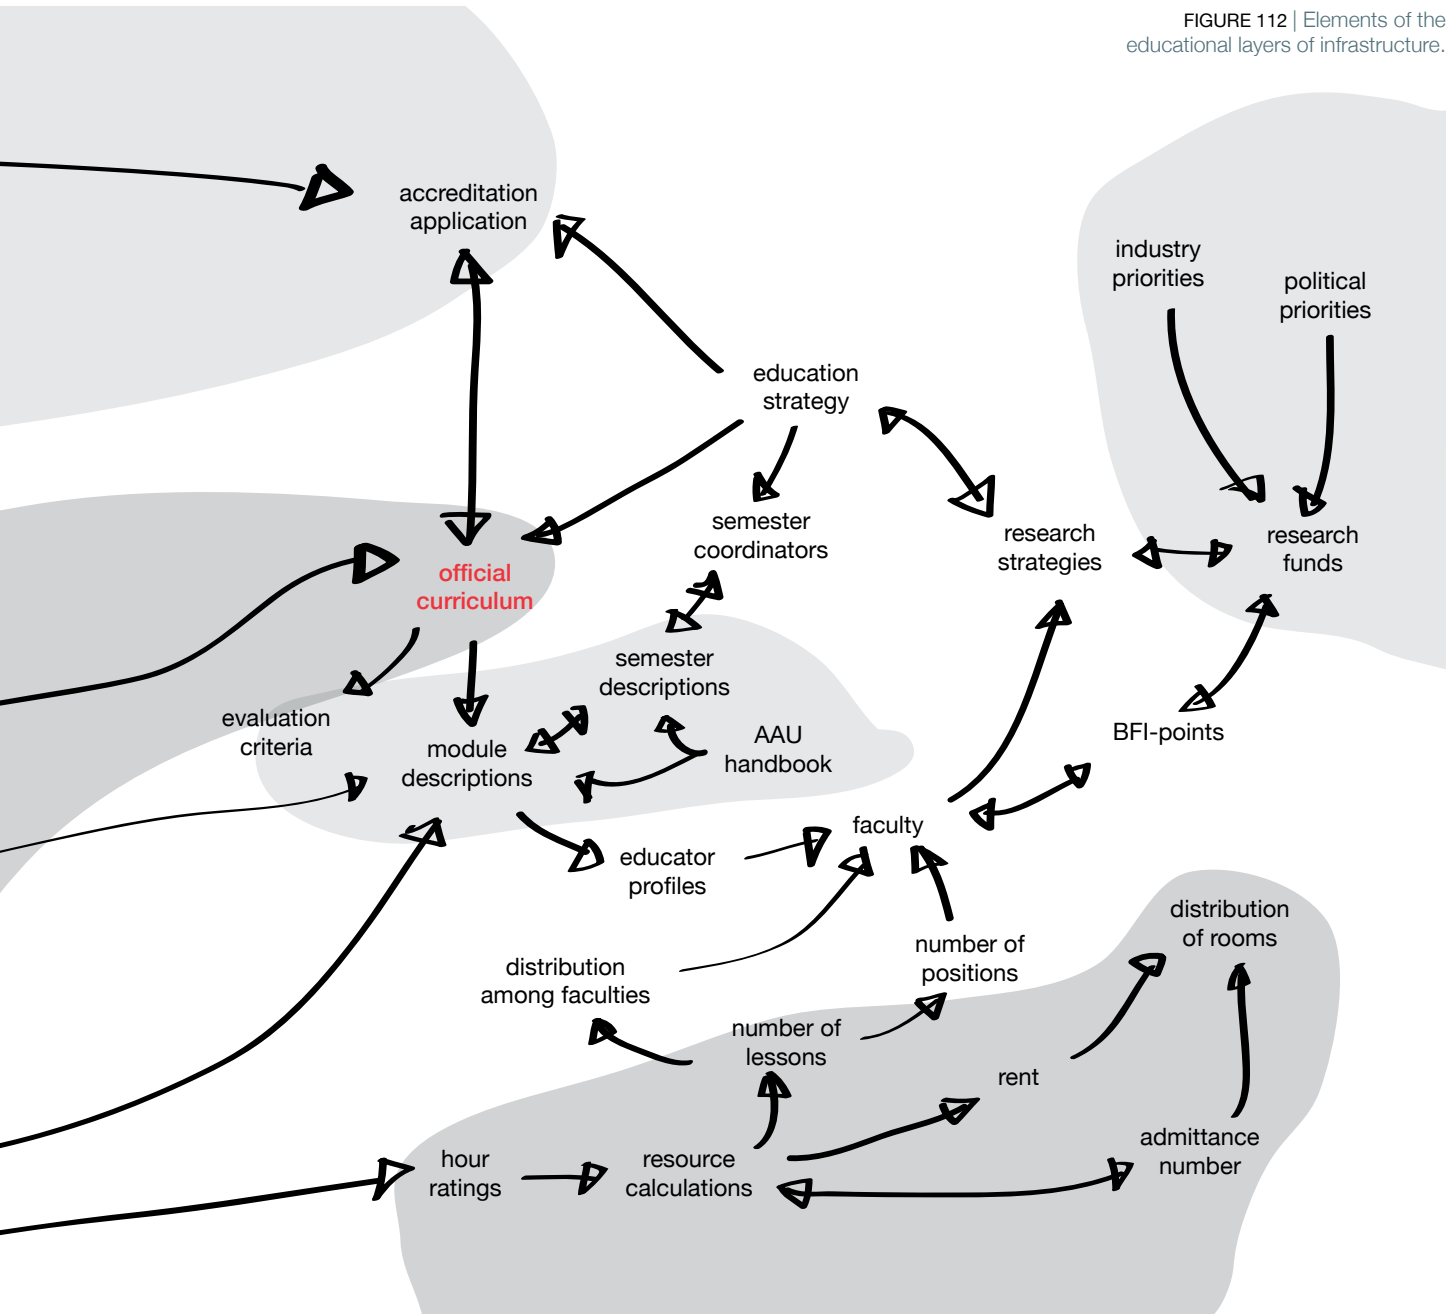 FIGURE 112 | Elements of the
educational layers of infrastructure.
accreditation
application
industry
priorities
political
priorities
education
strategy
semester
coordinators
research
strategies
research
funds
official
curriculum
semester
descriptions
evaluation
criteria
module
descriptions
AAU
handbook
BFI-points
faculty
educator
profiles
distribution
of rooms
number of
positions
distribution
among faculties
number of
lessons
rent
admittance
number
hour
ratings
resource
calculations